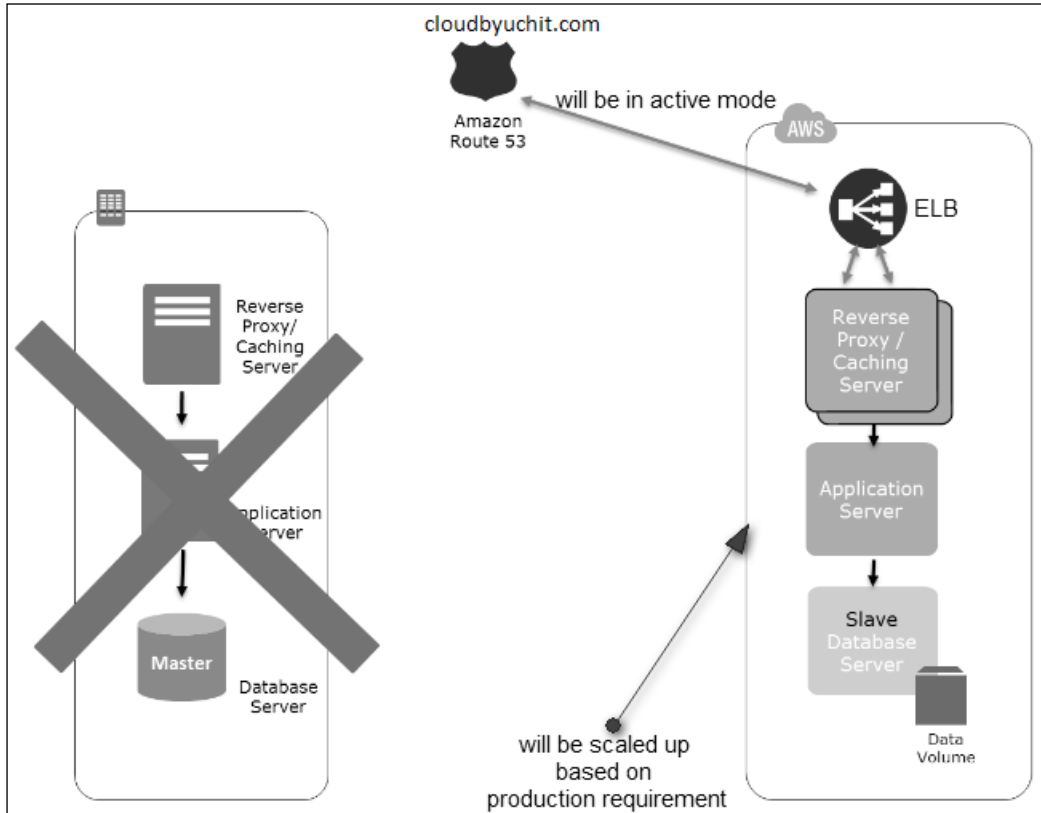 cloudbyuchit.com
Amazon
Route 53
will be in active mode
AWS
ELB
Reverse
Proxy/
Caching
Server
Reverse
Proxy /
Caching
Server
Application
Server
Master
Database
Server
Application
Server
Slave
Database
Server
Data
Volume
will be scaled up
based on
production requirement